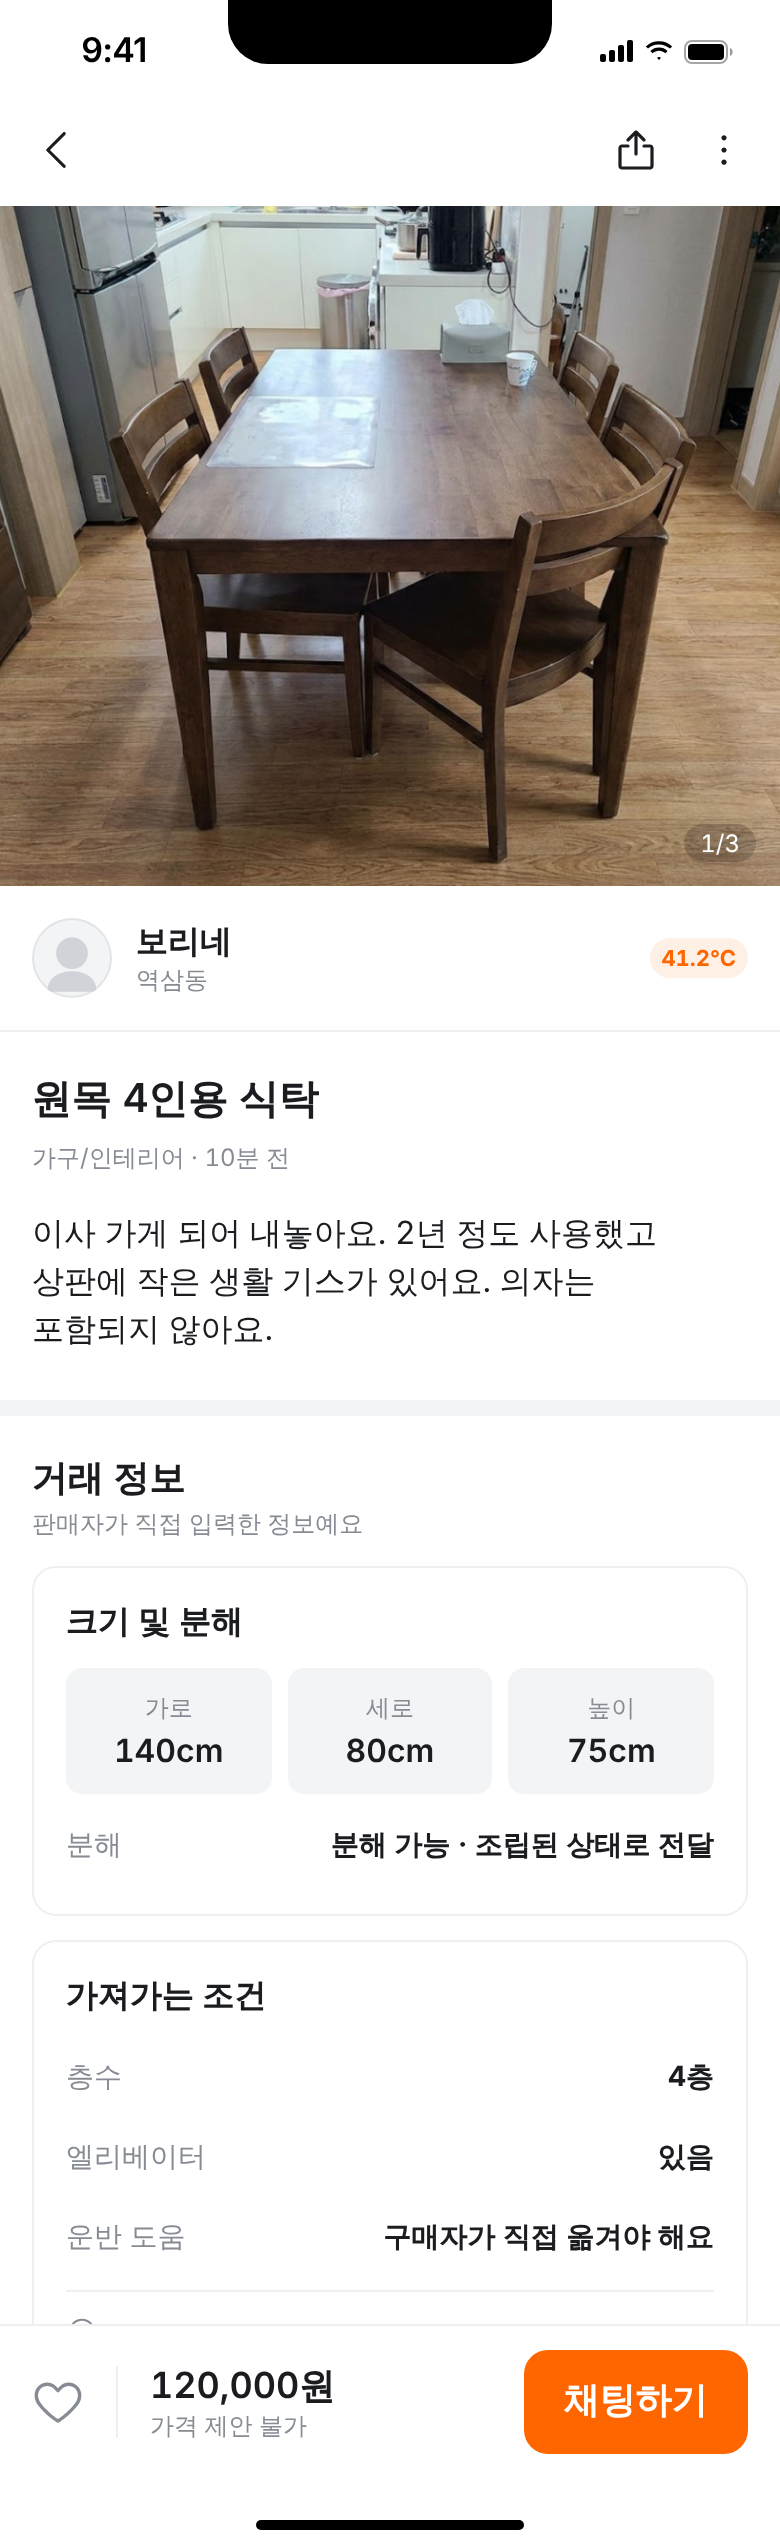 9:41
1/3
보리네
역삼동
41.2°C
원목 4인용 식탁
가구/인테리어 · 10분 전
이사 가게 되어 내놓아요. 2년 정도 사용했고
상판에 작은 생활 기스가 있어요. 의자는
포함되지 않아요.
거래 정보
판매자가 직접 입력한 정보예요
크기 및 분해
가로
140cm
세로
80cm
높이
75cm
분해
분해 가능 · 조립된 상태로 전달
가져가는 조건
층수
4층
엘리베이터
있음
운반 도움
구매자가 직접 옮겨야 해요
120,000원
가격 제안 불가
채팅하기